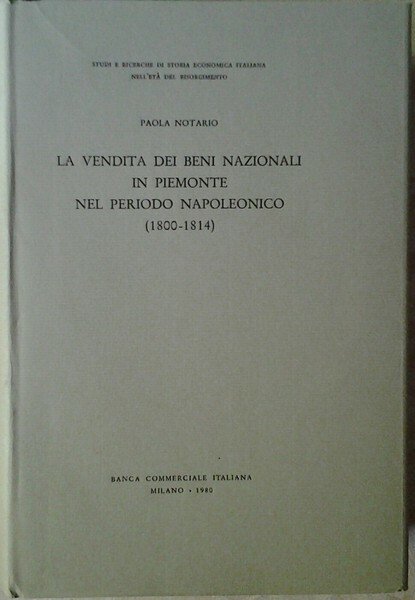 STUDI E RICERCHE DI STORIA ECONOMICA ITALIANA
NELL'ETÀ DEL RISORGIMENTO
PAOLA NOTARIO
LA VENDITA DEI BENI NAZIONALI
IN PIEMONTE
NEL PERIODO NAPOLEONICO
(1800-1814)
BANCA COMMERCIALE ITALIANA
MILANO • 1980